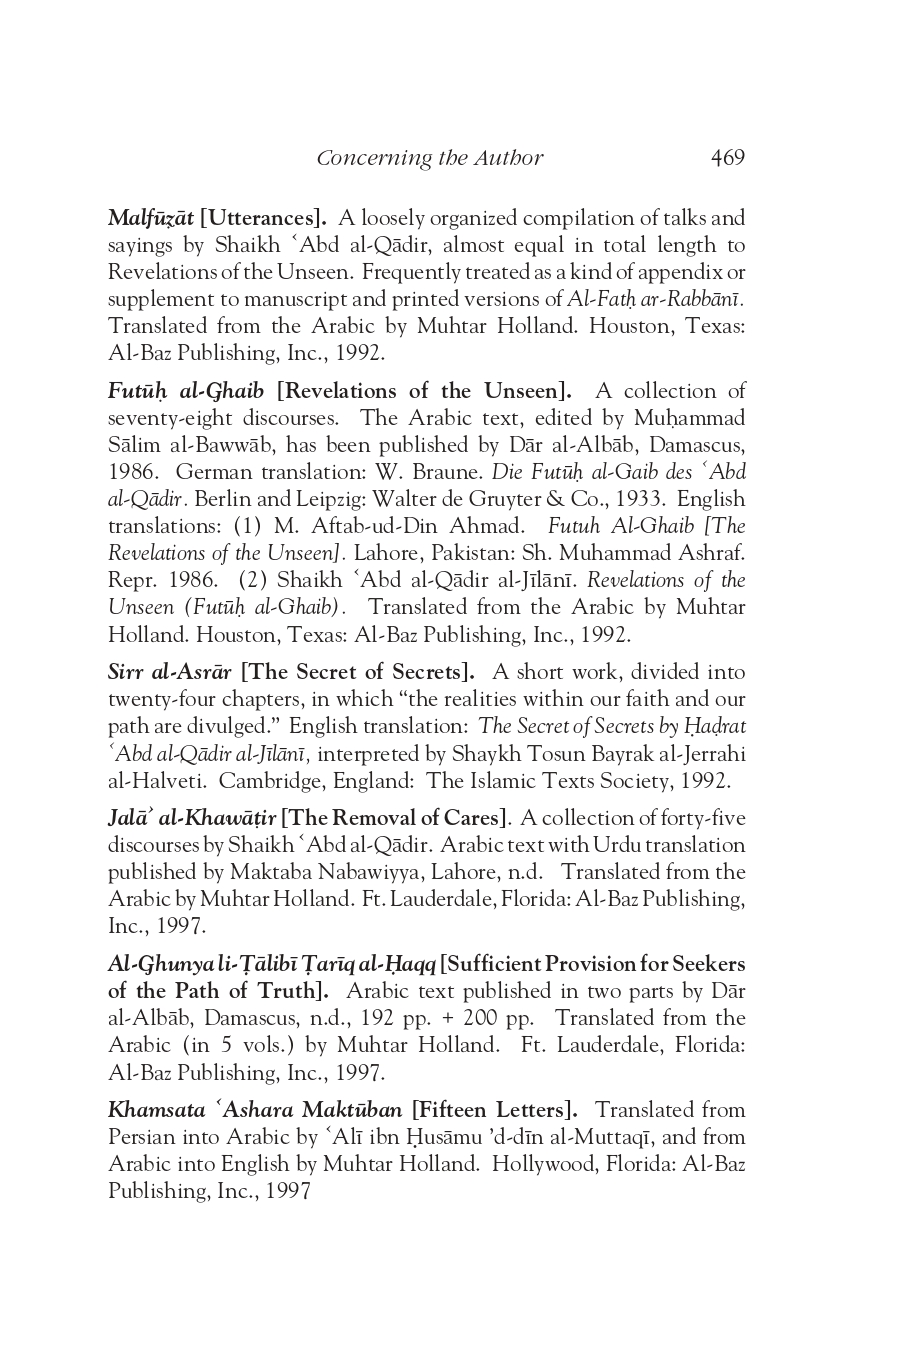 Concerning the Author 469
Malfūẓāt [Utterances]. A loosely organized compilation of talks and
sayings by Shaikh ʿAbd al-Qādir, almost equal in total length to
Revelations of the Unseen. Frequently treated as a kind of appendix or
supplement to manuscript and printed versions of Al-Fatḥ ar-Rabbānī.
Translated from the Arabic by Muhtar Holland. Houston, Texas:
Al-Baz Publishing, Inc., 1992.
Futūḥ al-Ghaib [Revelations of the Unseen]. A collection of
seventy-eight discourses. The Arabic text, edited by Muḥammad
Sālim al-Bawwāb, has been published by Dār al-Albāb, Damascus,
1986. German translation: W. Braune. Die Futūḥ al-Gaib des ʿAbd
al-Qādir. Berlin and Leipzig: Walter de Gruyter & Co., 1933. English
translations: (1) M. Aftab-ud-Din Ahmad. Futuh Al-Ghaib [The
Revelations of the Unseen]. Lahore, Pakistan: Sh. Muhammad Ashraf.
Repr. 1986. (2) Shaikh ʿAbd al-Qādir al-Jīlānī. Revelations of the
Unseen (Futūḥ al-Ghaib). Translated from the Arabic by Muhtar
Holland. Houston, Texas: Al-Baz Publishing, Inc., 1992.
Sirr al-Asrār [The Secret of Secrets]. A short work, divided into
twenty-four chapters, in which “the realities within our faith and our
path are divulged.” English translation: The Secret of Secrets by Ḥaḍrat
ʿAbd al-Qādir al-Jīlānī, interpreted by Shaykh Tosun Bayrak al-Jerrahi
al-Halveti. Cambridge, England: The Islamic Texts Society, 1992.
Jalāʾ al-Khawāṭir [The Removal of Cares]. A collection of forty-five
discourses by Shaikh ʿAbd al-Qādir. Arabic text with Urdu translation
published by Maktaba Nabawiyya, Lahore, n.d. Translated from the
Arabic by Muhtar Holland. Ft. Lauderdale, Florida: Al-Baz Publishing,
Inc., 1997.
Al-Ghunya li-Ṭālibī Ṭarīq al-Ḥaqq [Sufficient Provision for Seekers
of the Path of Truth]. Arabic text published in two parts by Dār
al-Albāb, Damascus, n.d., 192 pp. + 200 pp. Translated from the
Arabic (in 5 vols.) by Muhtar Holland. Ft. Lauderdale, Florida:
Al-Baz Publishing, Inc., 1997.
Khamsata ʿAshara Maktūban [Fifteen Letters]. Translated from
Persian into Arabic by ʿAlī ibn Ḥusāmu ’d-dīn al-Muttaqī, and from
Arabic into English by Muhtar Holland. Hollywood, Florida: Al-Baz
Publishing, Inc., 1997